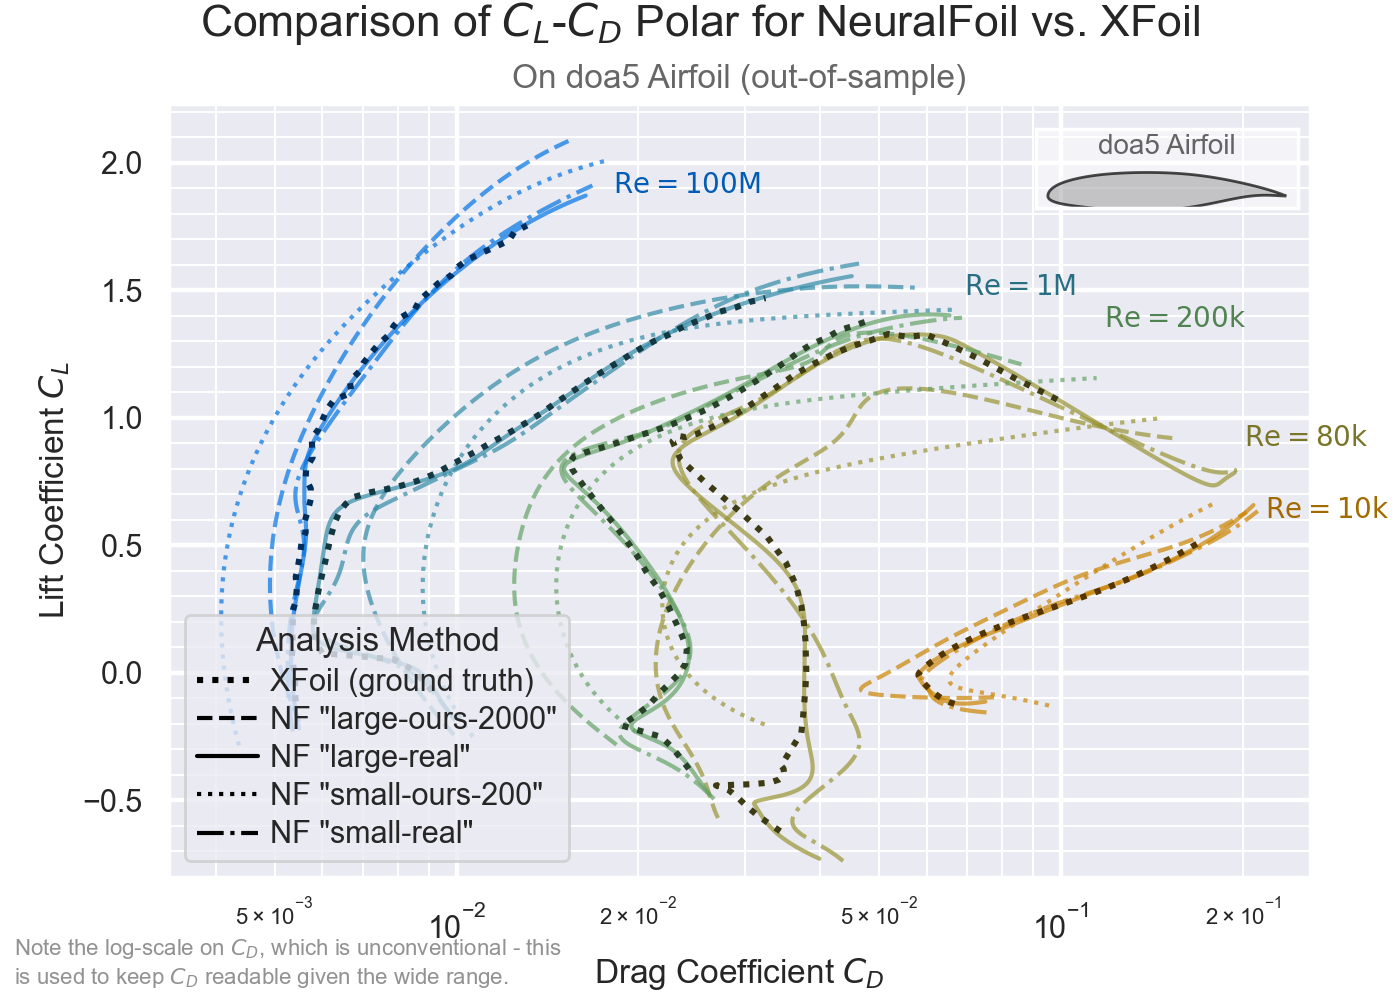 Comparison of C_L-C_D Polar for NeuralFoil vs. XFoil
On doa5 Airfoil (out-of-sample)
doa5 Airfoil
Re = 100M
Re = 1M
Re = 200k
Re = 80k
Re = 10k
Lift Coefficient C_L
2.0
1.5
1.0
0.5
0.0
−0.5
Analysis Method
XFoil (ground truth)
NF "large-ours-2000"
NF "large-real"
NF "small-ours-200"
NF "small-real"
5 × 10⁻³
10⁻²
2 × 10⁻²
5 × 10⁻²
10⁻¹
2 × 10⁻¹
Drag Coefficient C_D
Note the log-scale on C_D, which is unconventional - this
is used to keep C_D readable given the wide range.